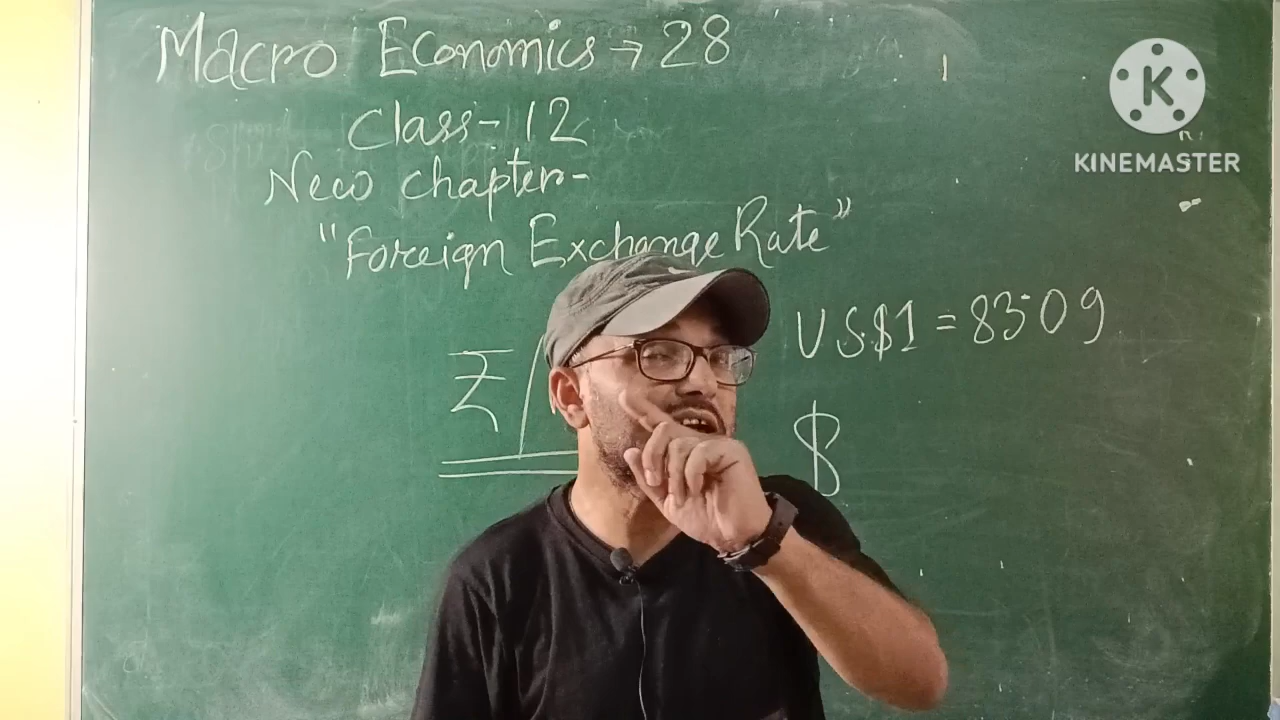 Macro Economics → 28
Class - 12
New chapter -
"Foreign Exchange Rate"
US$1 = 83.09
₹/
$
K
KINEMASTER